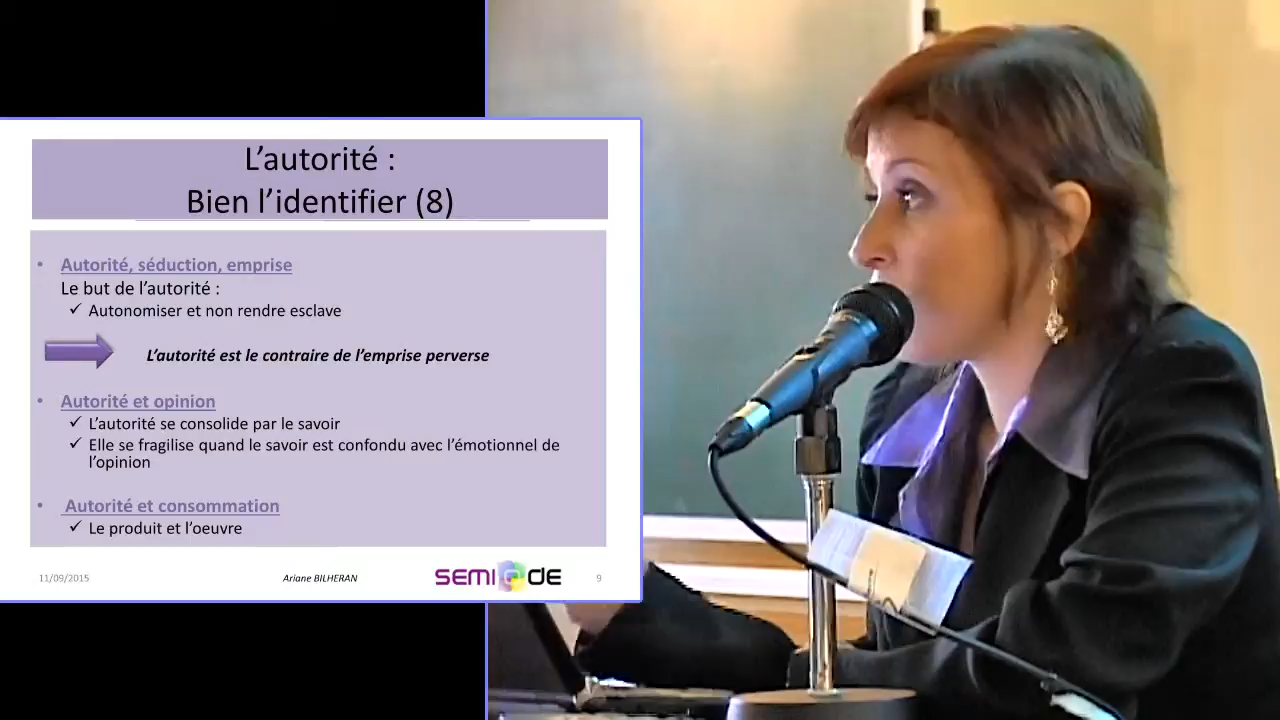 L'autorité :
Bien l'identifier (8)
• Autorité, séduction, emprise
Le but de l'autorité :
✓ Autonomiser et non rendre esclave
L'autorité est le contraire de l'emprise perverse
• Autorité et opinion
✓ L'autorité se consolide par le savoir
✓ Elle se fragilise quand le savoir est confondu avec l'émotionnel de
l'opinion
• Autorité et consommation
✓ Le produit et l'oeuvre
11/09/2015
Ariane BILHERAN
SEMIODE
9